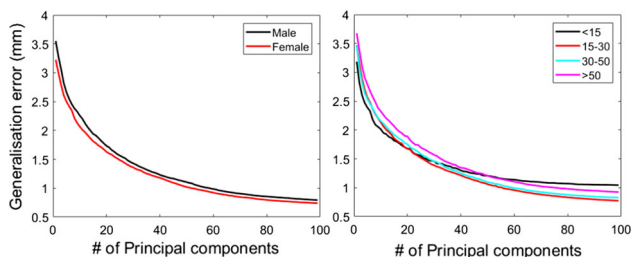 Generalisation error (mm)
4
3.5
3
2.5
2
1.5
1
0.5
0 20 40 60 80 100
# of Principal components
Male
Female
4
3.5
3
2.5
2
1.5
1
0.5
0 20 40 60 80 100
# of Principal components
<15
15-30
30-50
>50